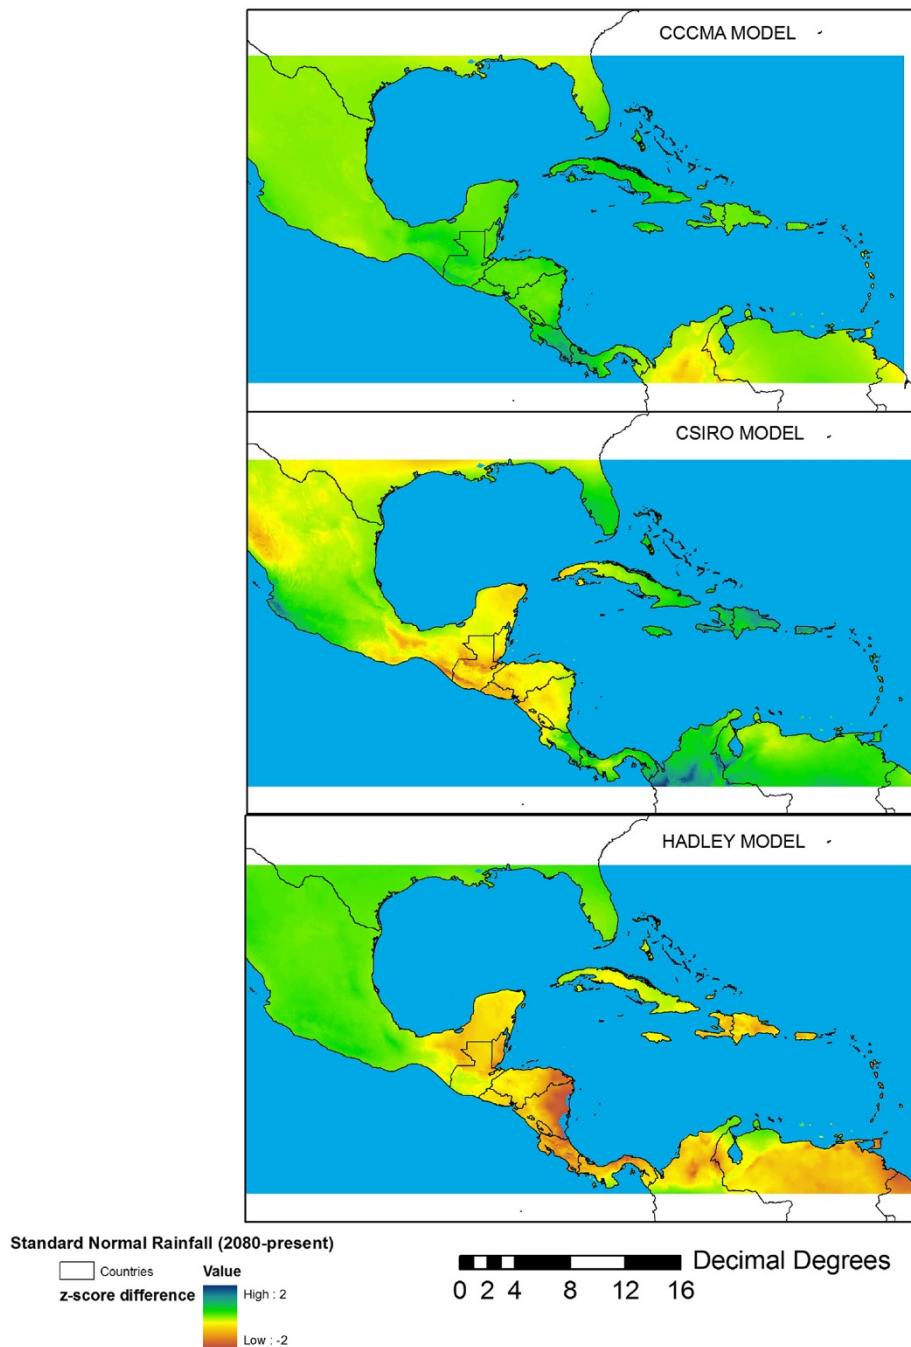 CCCMA MODEL
CSIRO MODEL
HADLEY MODEL
Standard Normal Rainfall (2080-present)
Countries
Value
z-score difference
High : 2
Low : -2
Decimal Degrees
0 2 4 8 12 16